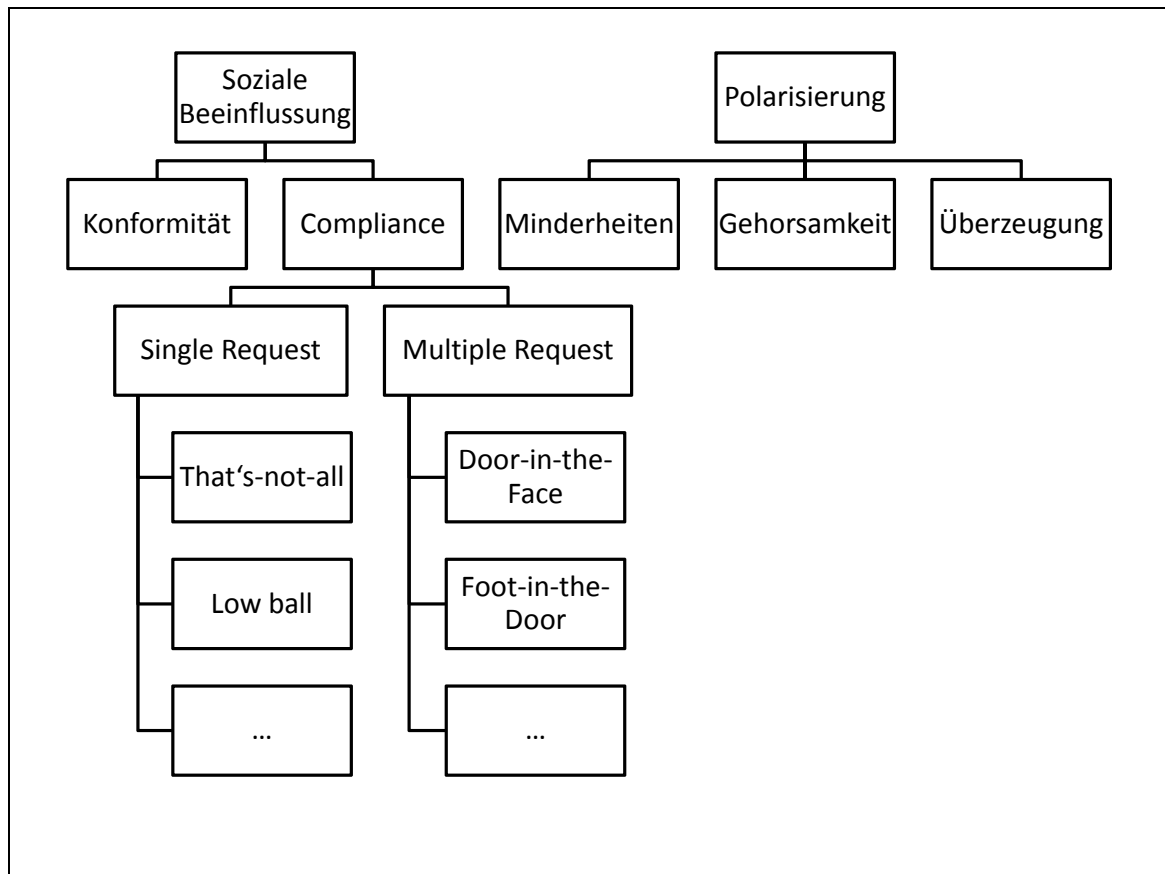 Soziale
Beeinflussung
Polarisierung
Konformität
Compliance
Minderheiten
Gehorsamkeit
Überzeugung
Single Request
Multiple Request
That‘s-not-all
Door-in-the-
Face
Low ball
Foot-in-the-
Door
...
...